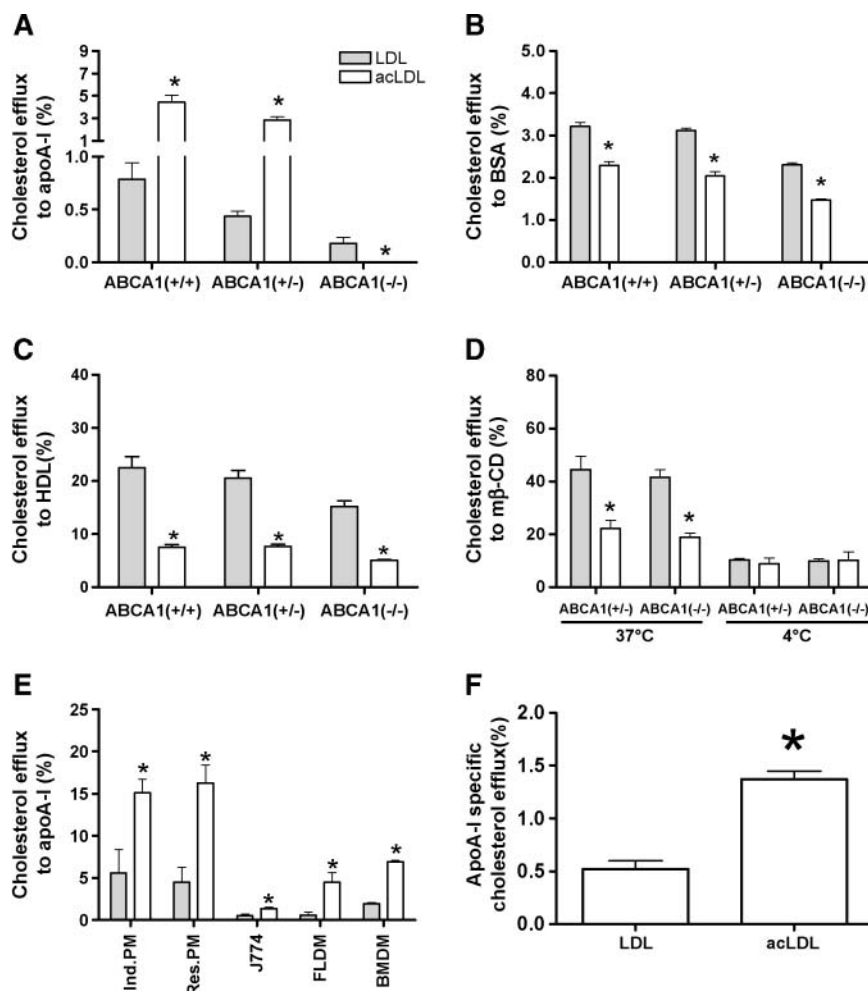 A
Cholesterol efflux
to apoA-I (%)
9
7
5
3
1
1.0
0.5
0.0
LDL
acLDL
*
*
*
ABCA1(+/+)
ABCA1(+/-)
ABCA1(-/-)
B
Cholesterol efflux
to BSA (%)
5.0
4.0
3.0
2.0
1.0
0.0
*
*
*
ABCA1(+/+)
ABCA1(+/-)
ABCA1(-/-)
C
Cholesterol efflux
to HDL(%)
40
30
20
10
0
*
*
*
ABCA1(+/+)
ABCA1(+/-)
ABCA1(-/-)
D
Cholesterol efflux
to mβ-CD (%)
80
60
40
20
0
*
*
ABCA1(+/-)
ABCA1(-/-)
ABCA1(+/-)
ABCA1(-/-)
37°C
4°C
E
Cholesterol efflux
to apoA-I (%)
25
20
15
10
5
0
*
*
*
*
*
Ind.PM
Res.PM
J774
FLDM
BMDM
F
ApoA-I specific
cholesterol efflux(%)
2.0
1.5
1.0
0.5
0.0
*
LDL
acLDL